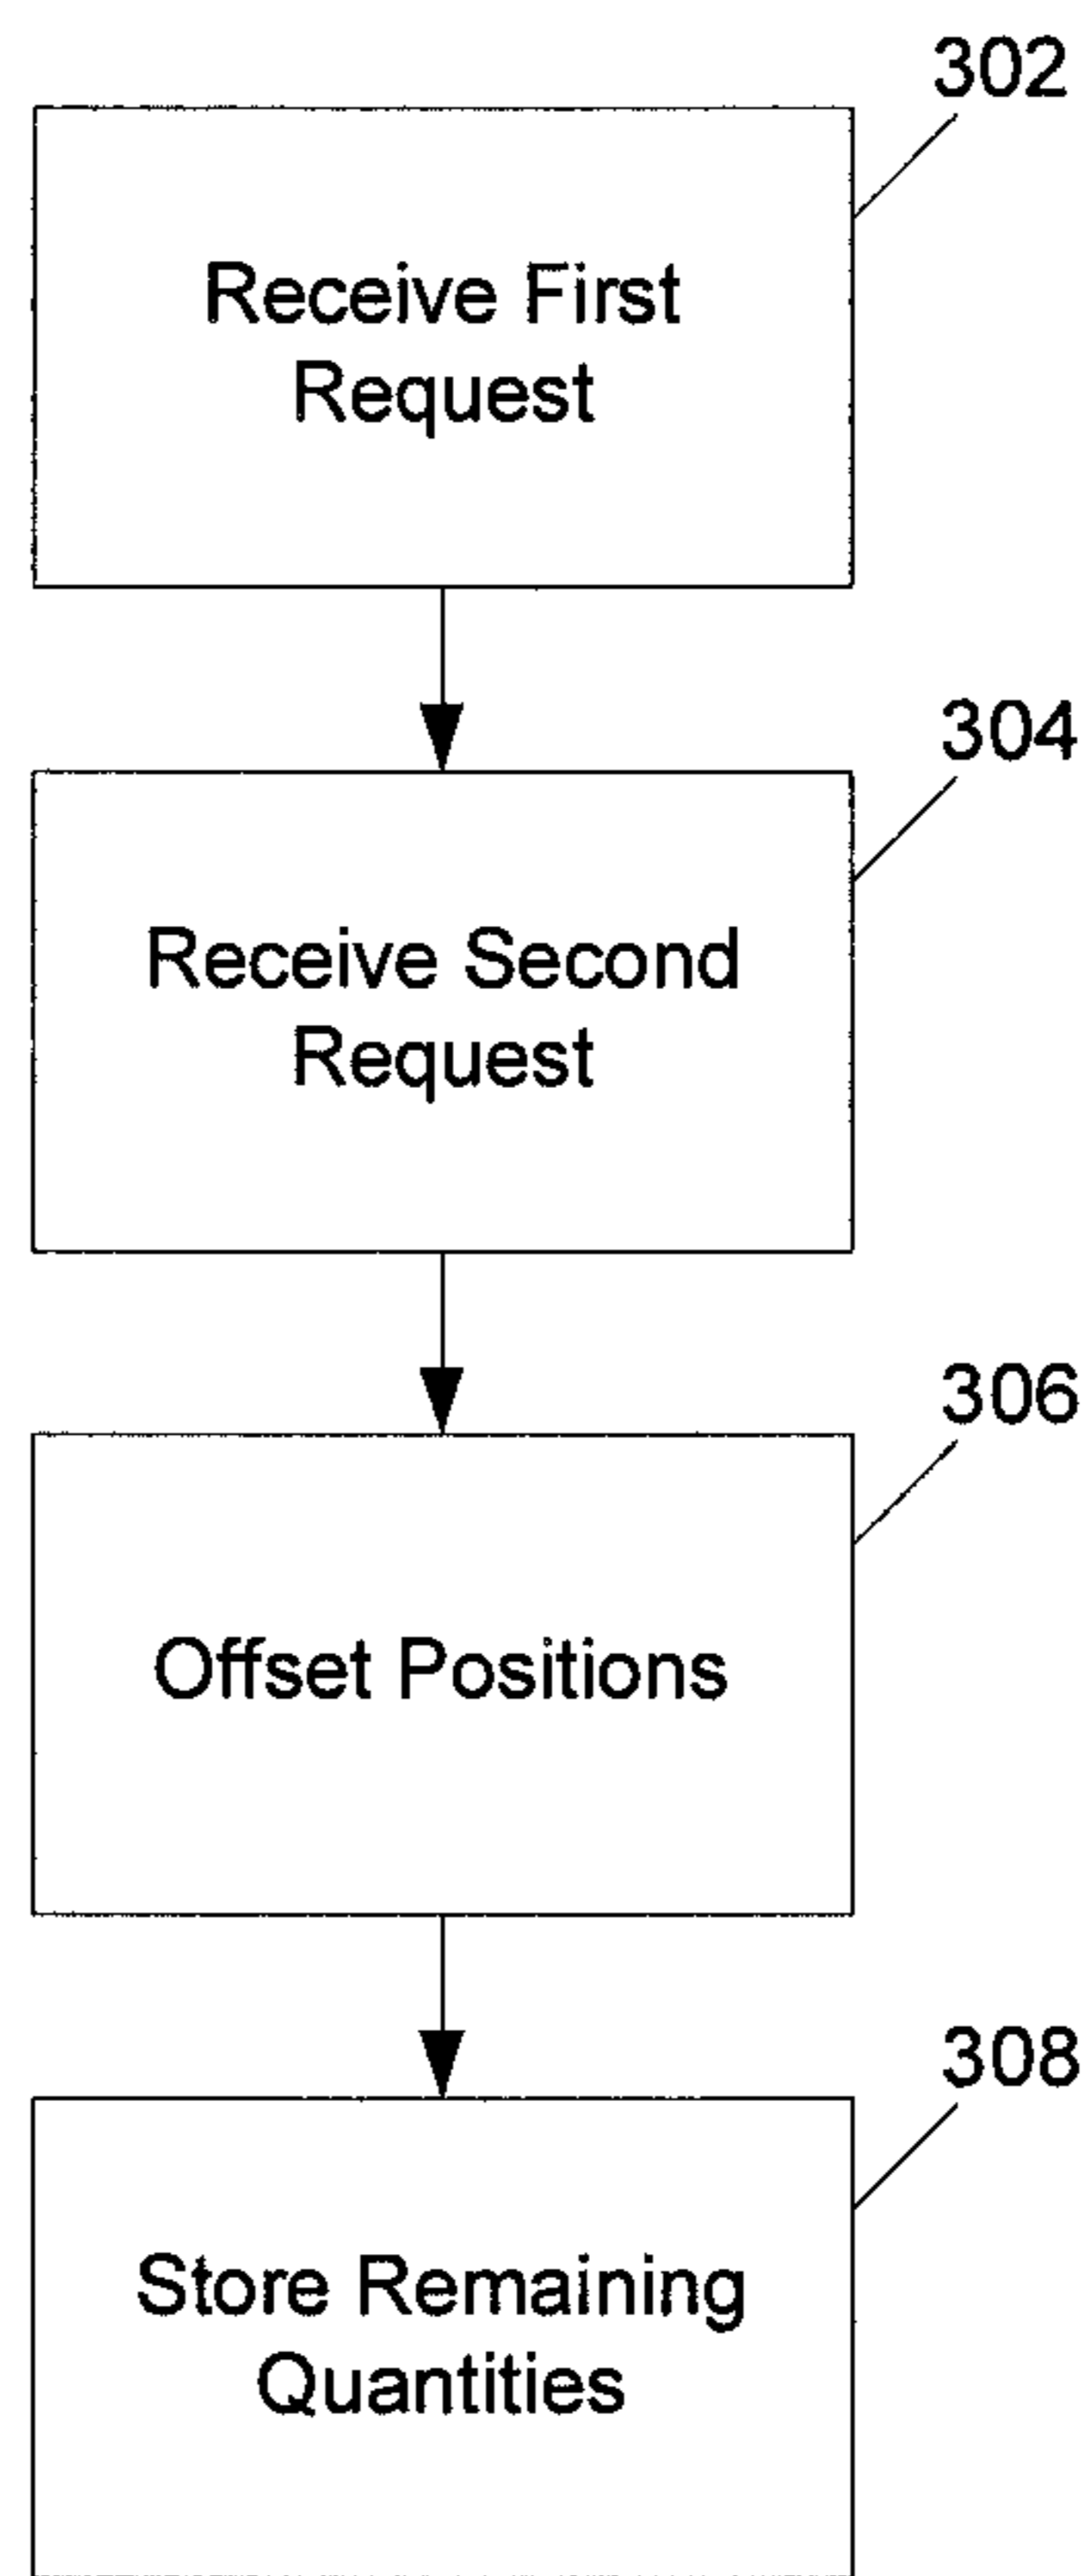 302
Receive First
Request
304
Receive Second
Request
306
Offset Positions
308
Store Remaining
Quantities